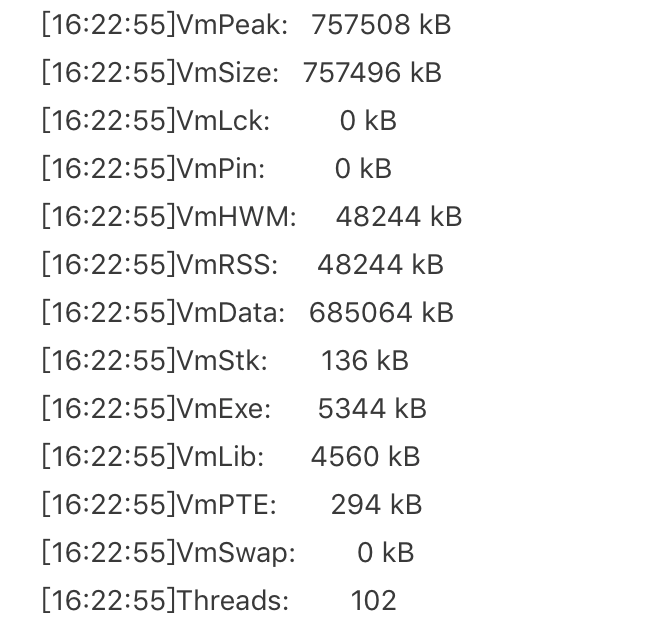 [16:22:55]VmPeak:   757508 kB
[16:22:55]VmSize:   757496 kB
[16:22:55]VmLck:         0 kB
[16:22:55]VmPin:         0 kB
[16:22:55]VmHWM:     48244 kB
[16:22:55]VmRSS:     48244 kB
[16:22:55]VmData:   685064 kB
[16:22:55]VmStk:       136 kB
[16:22:55]VmExe:      5344 kB
[16:22:55]VmLib:      4560 kB
[16:22:55]VmPTE:       294 kB
[16:22:55]VmSwap:        0 kB
[16:22:55]Threads:        102